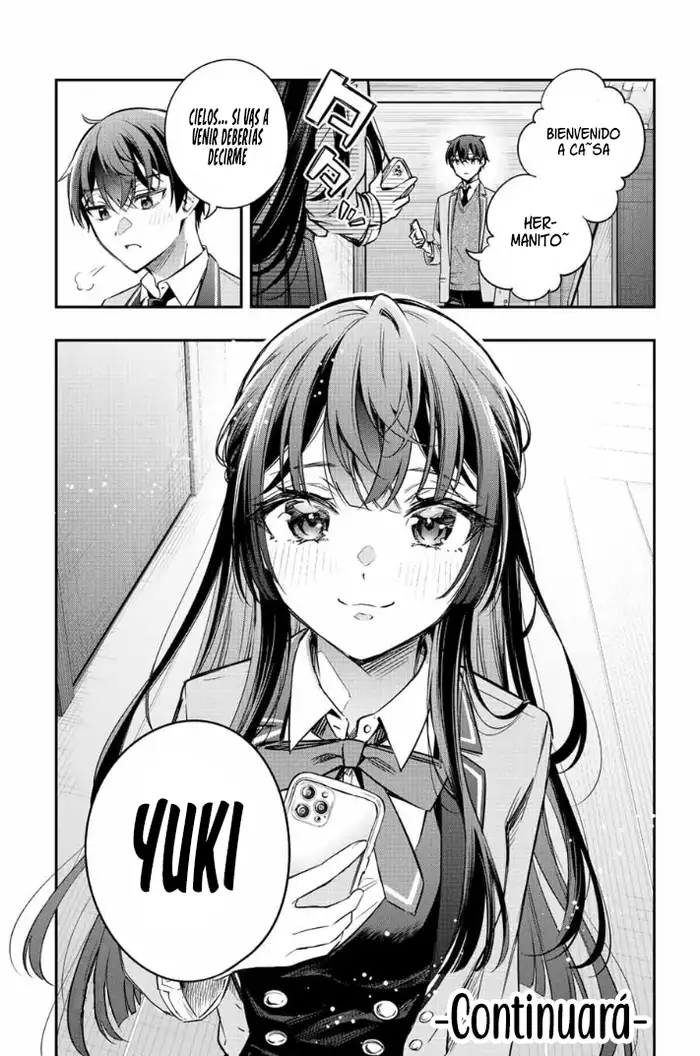 BIENVENIDO
A CA~SA
HER-
MANITO~
CIELOS... SI VAS A
VENIR DEBERÍAS
DECIRME
YUKI
-Continuará-